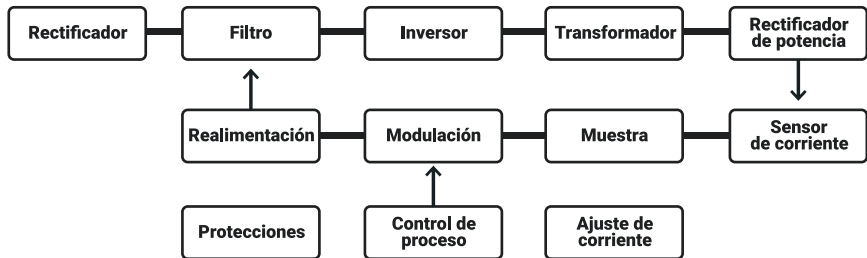 Rectificador
Filtro
Inversor
Transformador
Rectificador
de potencia
Realimentación
Modulación
Muestra
Sensor
de corriente
Protecciones
Control de
proceso
Ajuste de
corriente